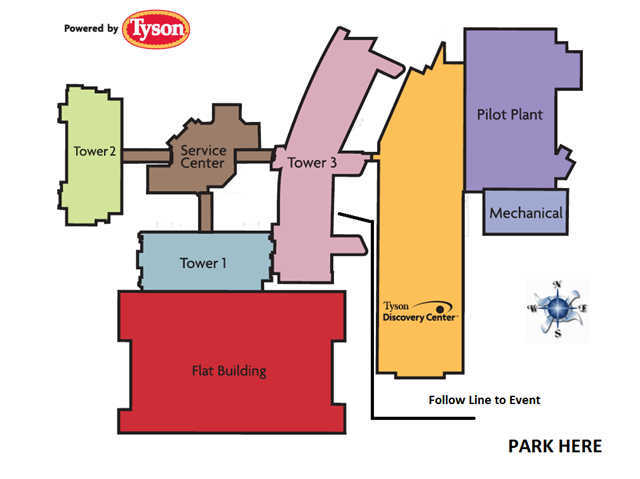 Powered by Tyson
Pilot Plant
Tower 2
Service
Center
Tower 3
Mechanical
Tower 1
N
W E
S
Tyson
Discovery Center
Flat Building
Follow Line to Event
PARK HERE